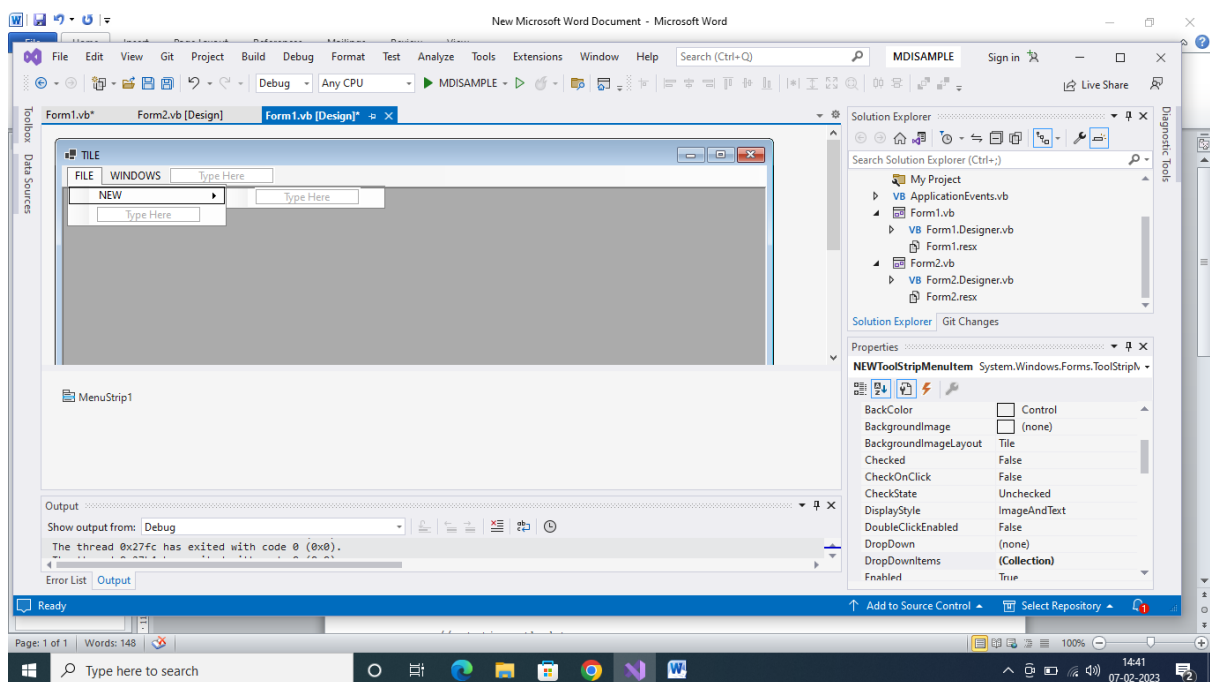 New Microsoft Word Document - Microsoft Word
File Edit View Git Project Build Debug Format Test Analyze Tools Extensions Window Help Search (Ctrl+Q) MDISAMPLE Sign in
Debug Any CPU MDISAMPLE Live Share
Toolbox
Data Sources
Form1.vb* Form2.vb [Design] Form1.vb [Design]*
TILE
FILE WINDOWS Type Here
NEW Type Here
Type Here
MenuStrip1
Output
Show output from: Debug
The thread 0x27fc has exited with code 0 (0x0).
Error List Output
Solution Explorer
Search Solution Explorer (Ctrl+;)
My Project
VB ApplicationEvents.vb
Form1.vb
VB Form1.Designer.vb
Form1.resx
Form2.vb
VB Form2.Designer.vb
Form2.resx
Solution Explorer Git Changes
Diagnostic Tools
Properties
NEWToolStripMenuItem System.Windows.Forms.ToolStripM
BackColor Control
BackgroundImage (none)
BackgroundImageLayout Tile
Checked False
CheckOnClick False
CheckState Unchecked
DisplayStyle ImageAndText
DoubleClickEnabled False
DropDown (none)
DropDownItems (Collection)
Enabled True
Ready Add to Source Control Select Repository 1
Page: 1 of 1 Words: 148 100%
Type here to search 14:41
07-02-2023 2